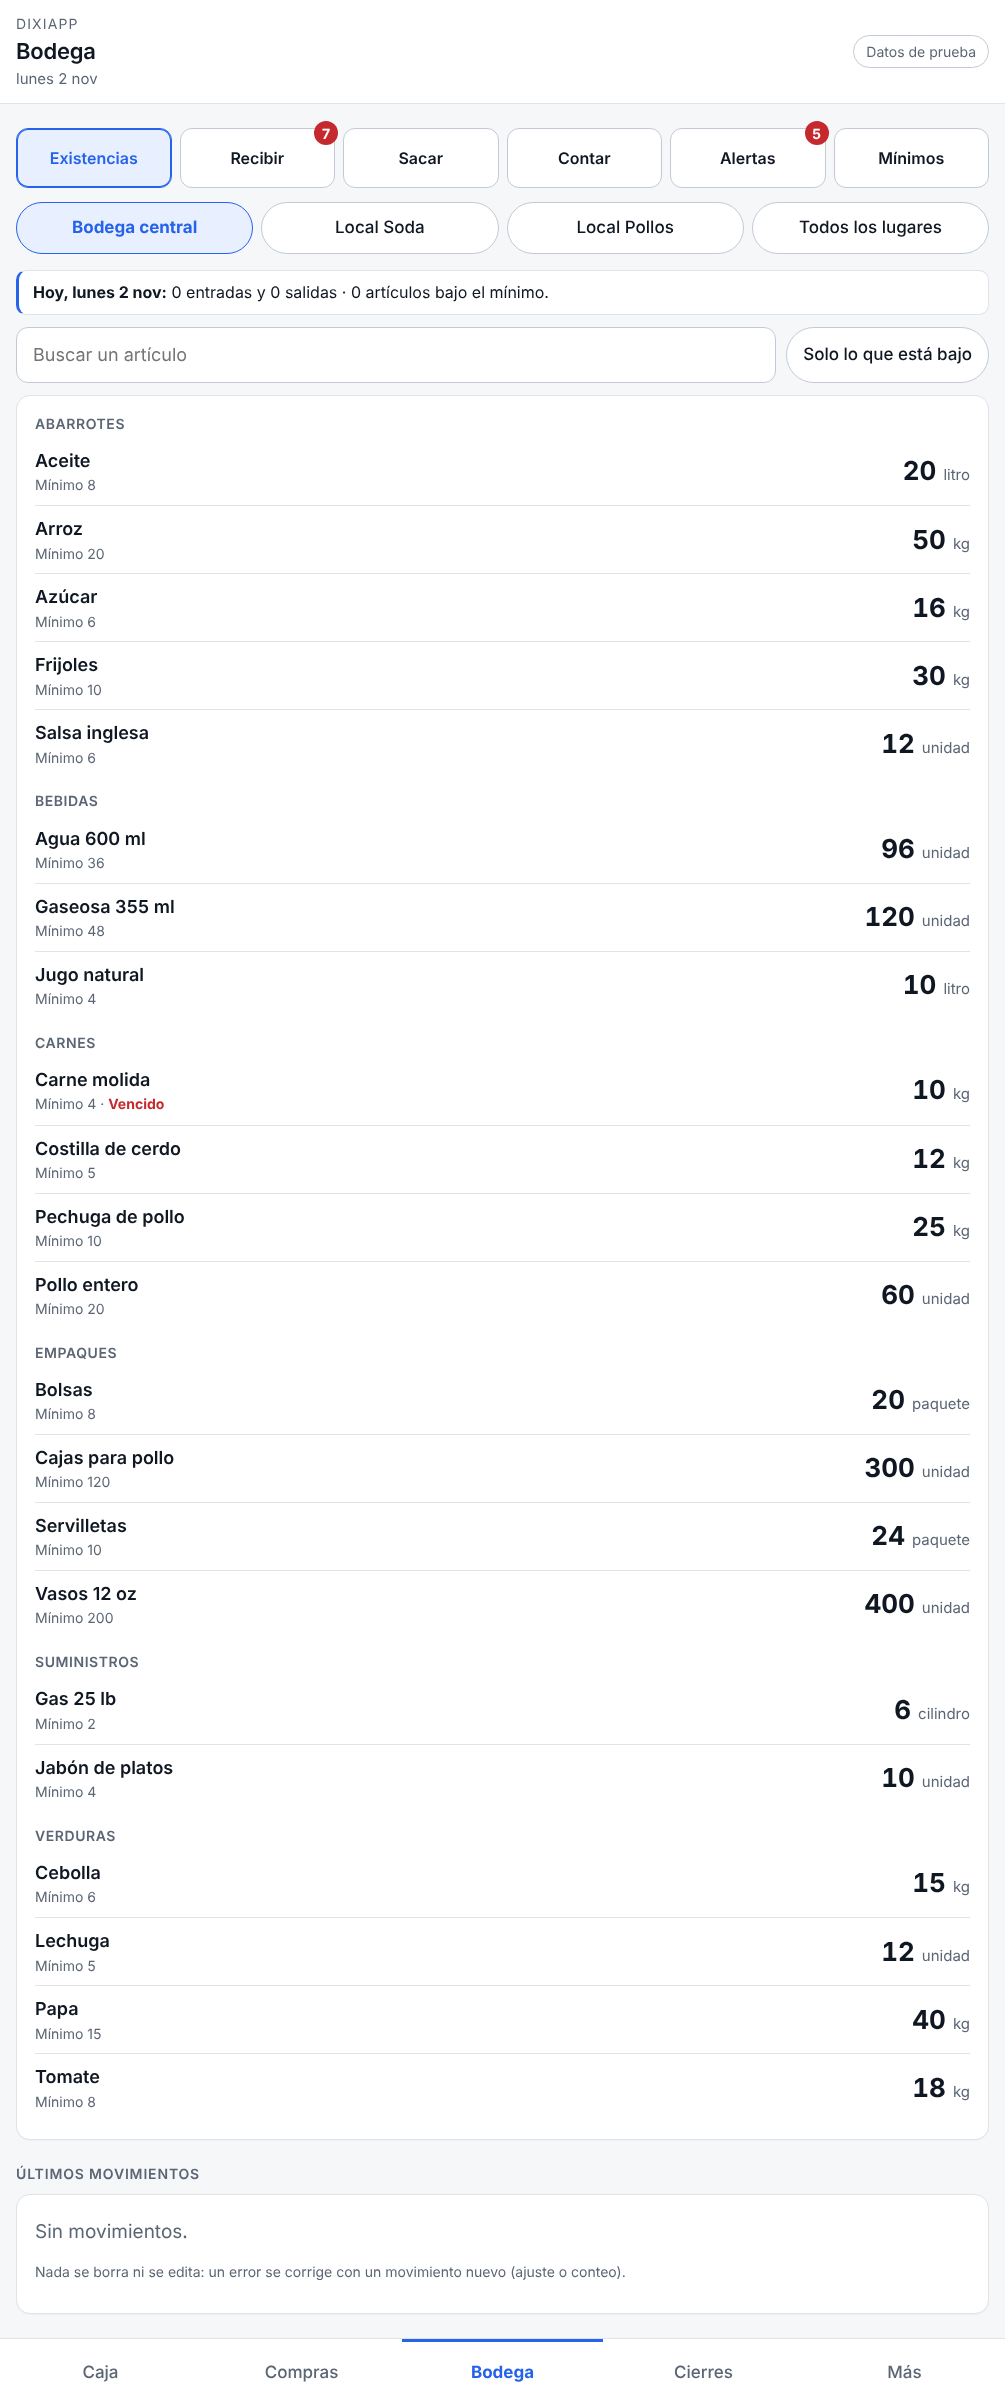 DIXIAPP
Bodega
lunes 2 nov
Datos de prueba
Existencias
Recibir
7
Sacar
Contar
Alertas
5
Mínimos
Bodega central
Local Soda
Local Pollos
Todos los lugares
Hoy, lunes 2 nov: 0 entradas y 0 salidas · 0 artículos bajo el mínimo.
Buscar un artículo
Solo lo que está bajo
ABARROTES
Aceite
Mínimo 8
20 litro
Arroz
Mínimo 20
50 kg
Azúcar
Mínimo 6
16 kg
Frijoles
Mínimo 10
30 kg
Salsa inglesa
Mínimo 6
12 unidad
BEBIDAS
Agua 600 ml
Mínimo 36
96 unidad
Gaseosa 355 ml
Mínimo 48
120 unidad
Jugo natural
Mínimo 4
10 litro
CARNES
Carne molida
Mínimo 4 · Vencido
10 kg
Costilla de cerdo
Mínimo 5
12 kg
Pechuga de pollo
Mínimo 10
25 kg
Pollo entero
Mínimo 20
60 unidad
EMPAQUES
Bolsas
Mínimo 8
20 paquete
Cajas para pollo
Mínimo 120
300 unidad
Servilletas
Mínimo 10
24 paquete
Vasos 12 oz
Mínimo 200
400 unidad
SUMINISTROS
Gas 25 lb
Mínimo 2
6 cilindro
Jabón de platos
Mínimo 4
10 unidad
VERDURAS
Cebolla
Mínimo 6
15 kg
Lechuga
Mínimo 5
12 unidad
Papa
Mínimo 15
40 kg
Tomate
Mínimo 8
18 kg
ÚLTIMOS MOVIMIENTOS
Sin movimientos.
Nada se borra ni se edita: un error se corrige con un movimiento nuevo (ajuste o conteo).
Caja
Compras
Bodega
Cierres
Más